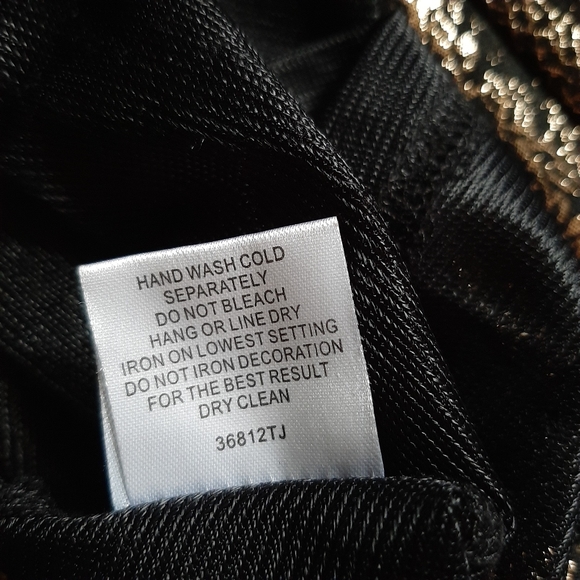 HAND WASH COLD
SEPARATELY
DO NOT BLEACH
HANG OR LINE DRY
IRON ON LOWEST SETTING
DO NOT IRON DECORATION
FOR THE BEST RESULT
DRY CLEAN
36812TJ